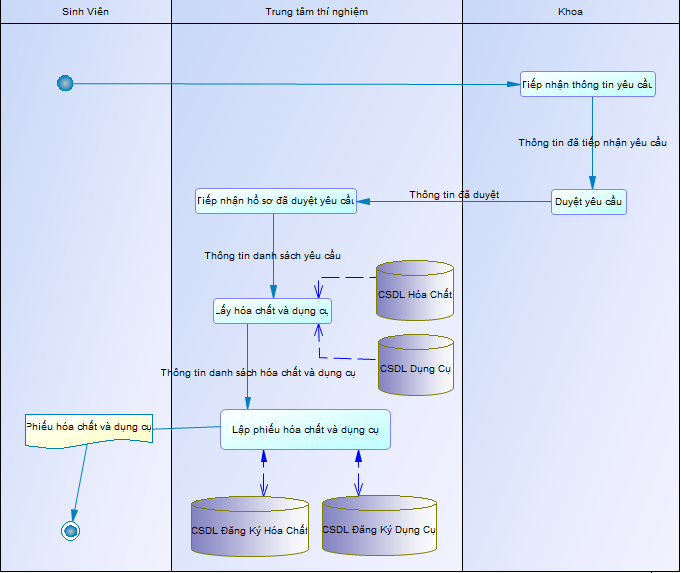 Sinh Viên
Trung tâm thí nghiệm
Khoa
Tiếp nhận thông tin yêu cầu
Thông tin đã tiếp nhận yêu cầu
Thông tin đã duyệt
Duyệt yêu cầu
Tiếp nhận hồ sơ đã duyệt yêu cầu
Thông tin danh sách yêu cầu
CSDL Hóa Chất
Lấy hóa chất và dụng cụ
CSDL Dụng Cụ
Thông tin danh sách hóa chất và dụng cụ
Phiếu hóa chất và dụng cụ
Lập phiếu hóa chất và dụng cụ
CSDL Đăng Ký Hóa Chất
CSDL Đăng Ký Dụng Cụ